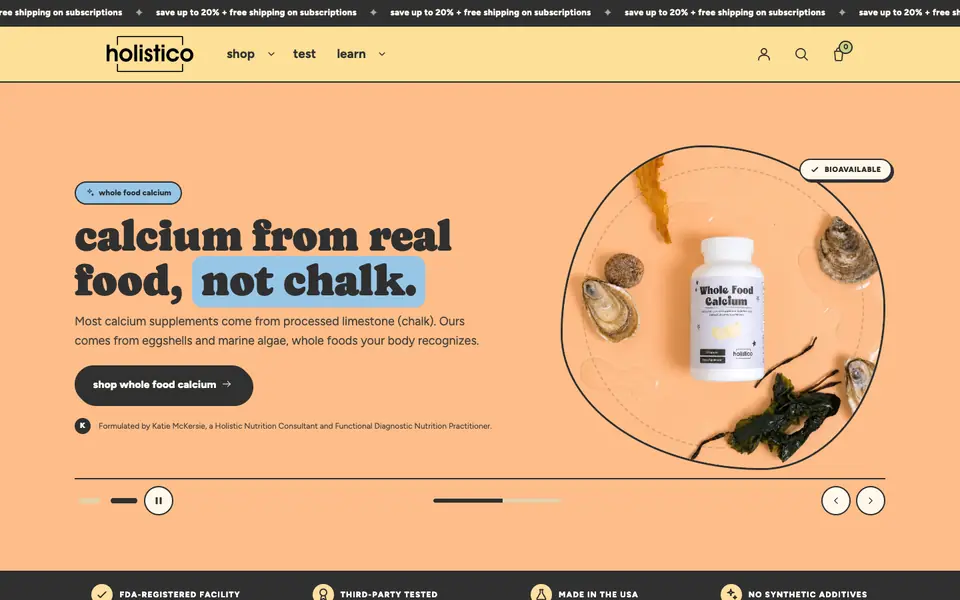 ree shipping on subscriptions ✦ save up to 20% + free shipping on subscriptions ✦ save up to 20% + free shipping on subscriptions ✦ save up to 20% + free shipping on subscriptions ✦ save up to 20% + free sh
holistico
shop
test
learn
0
whole food calcium
BIOAVAILABLE
calcium from real
food, not chalk.
Most calcium supplements come from processed limestone (chalk). Ours
comes from eggshells and marine algae, whole foods your body recognizes.
shop whole food calcium →
K
Formulated by Katie McKersie, a Holistic Nutrition Consultant and Functional Diagnostic Nutrition Practitioner.
Whole Food
Calcium
holistico
FDA-REGISTERED FACILITY
THIRD-PARTY TESTED
MADE IN THE USA
NO SYNTHETIC ADDITIVES